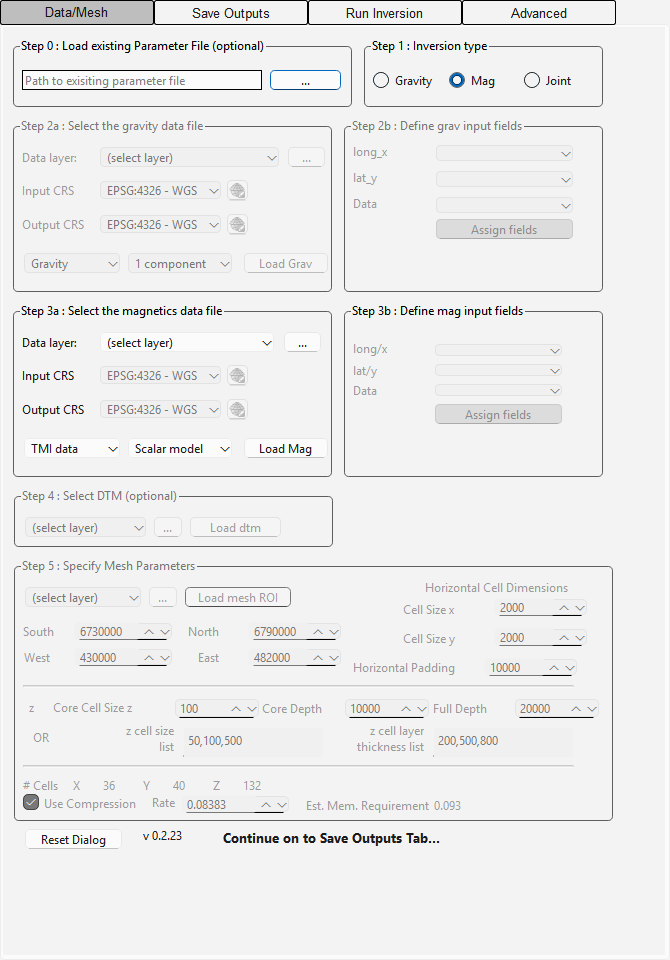 Data/Mesh Save Outputs Run Inversion Advanced
Step 0 : Load existing Parameter File (optional)
Path to exisiting parameter file ...
Step 1 : Inversion type
Gravity Mag Joint
Step 2a : Select the gravity data file
Data layer: (select layer) ...
Input CRS EPSG:4326 - WGS
Output CRS EPSG:4326 - WGS
Gravity 1 component Load Grav
Step 2b : Define grav input fields
long_x
lat_y
Data
Assign fields
Step 3a : Select the magnetics data file
Data layer: (select layer) ...
Input CRS EPSG:4326 - WGS
Output CRS EPSG:4326 - WGS
TMI data Scalar model Load Mag
Step 3b : Define mag input fields
long/x
lat/y
Data
Assign fields
Step 4 : Select DTM (optional)
(select layer) ... Load dtm
Step 5 : Specify Mesh Parameters
(select layer) ... Load mesh ROI
South 6730000 North 6790000
West 430000 East 482000
Horizontal Cell Dimensions
Cell Size x 2000
Cell Size y 2000
Horizontal Padding 10000
z Core Cell Size z 100 Core Depth 10000 Full Depth 20000
OR z cell size list 50,100,500 z cell layer thickness list 200,500,800
# Cells X 36 Y 40 Z 132
Use Compression Rate 0.08383 Est. Mem. Requirement 0.093
Reset Dialog v 0.2.23 Continue on to Save Outputs Tab...